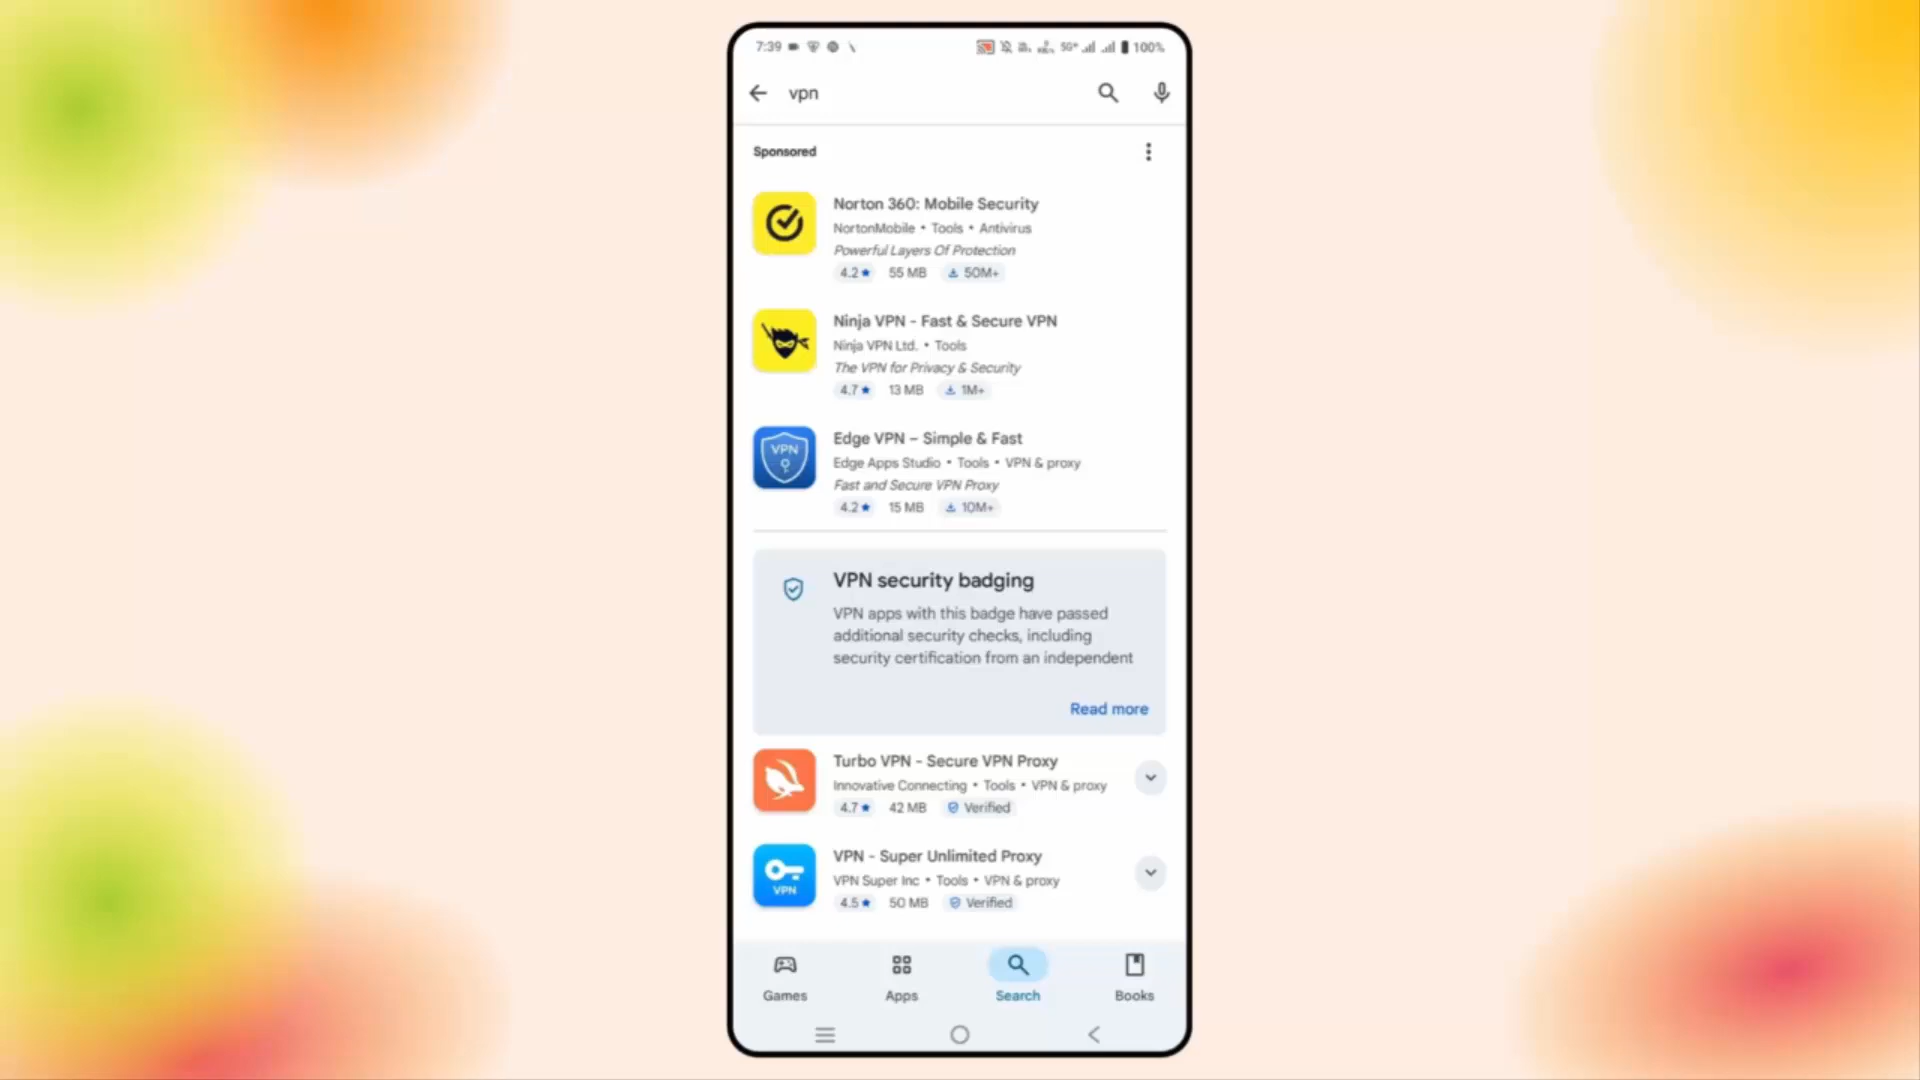 7:39 5G+ 100%
vpn
Sponsored
Norton 360: Mobile Security
NortonMobile • Tools • Antivirus
Powerful Layers Of Protection
4.2★ 55 MB 50M+
Ninja VPN - Fast & Secure VPN
Ninja VPN Ltd. • Tools
The VPN for Privacy & Security
4.7★ 13 MB 1M+
VPN
Edge VPN – Simple & Fast
Edge Apps Studio • Tools • VPN & proxy
Fast and Secure VPN Proxy
4.2★ 15 MB 10M+
VPN security badging
VPN apps with this badge have passed
additional security checks, including
security certification from an independent
Read more
Turbo VPN - Secure VPN Proxy
Innovative Connecting • Tools • VPN & proxy
4.7★ 42 MB Verified
VPN
VPN - Super Unlimited Proxy
VPN Super Inc • Tools • VPN & proxy
4.5★ 50 MB Verified
Games Apps Search Books